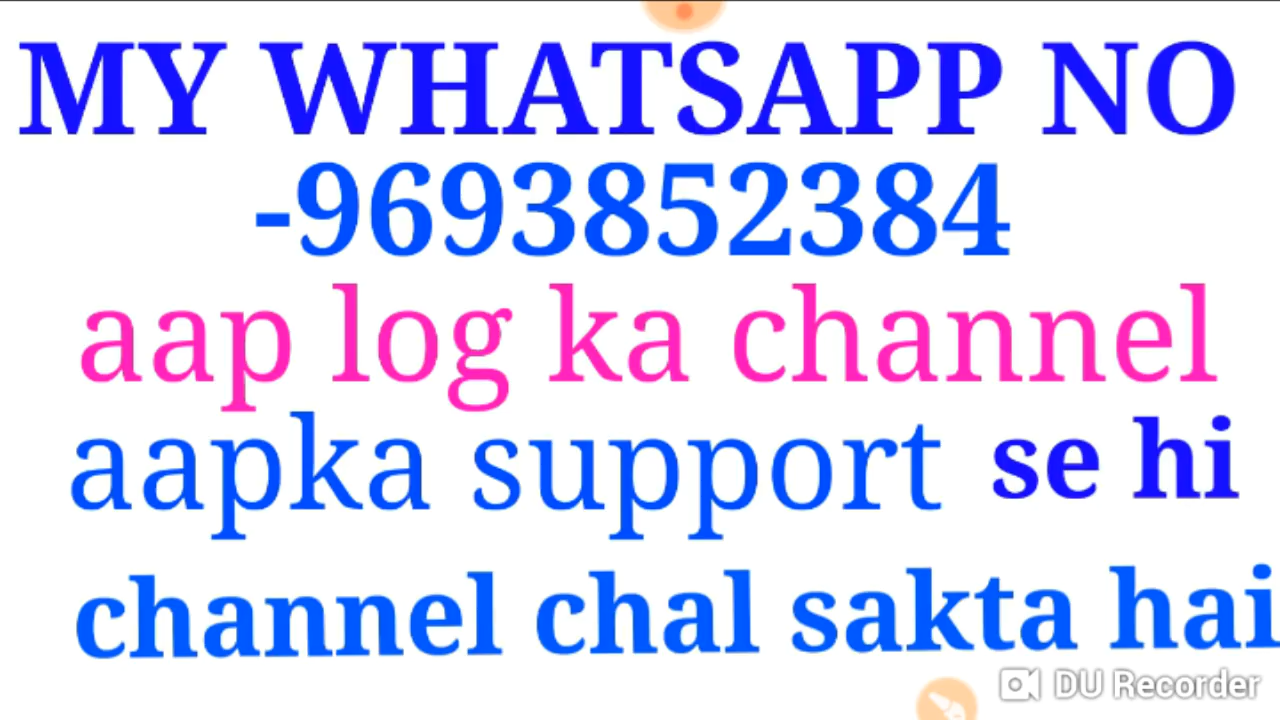 MY WHATSAPP NO
-9693852384
aap log ka channel
aapka support se hi
channel chal sakta hai
DU Recorder